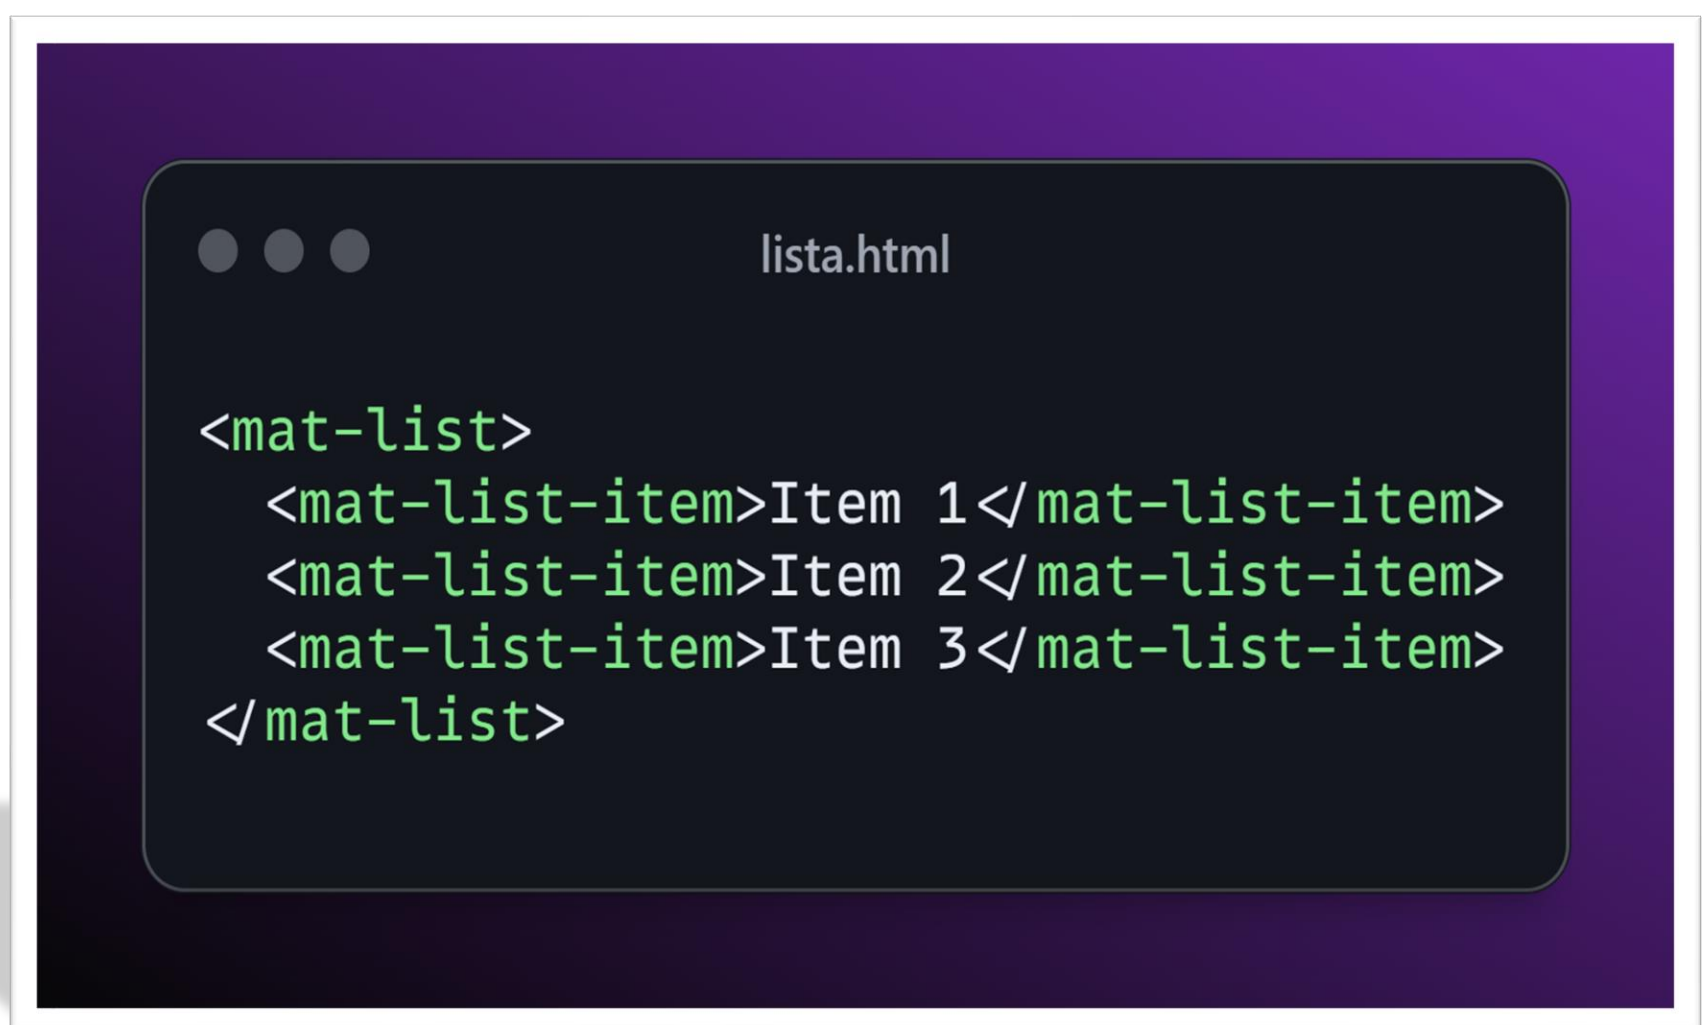 lista.html
<mat-list>
  <mat-list-item>Item 1</mat-list-item>
  <mat-list-item>Item 2</mat-list-item>
  <mat-list-item>Item 3</mat-list-item>
</mat-list>